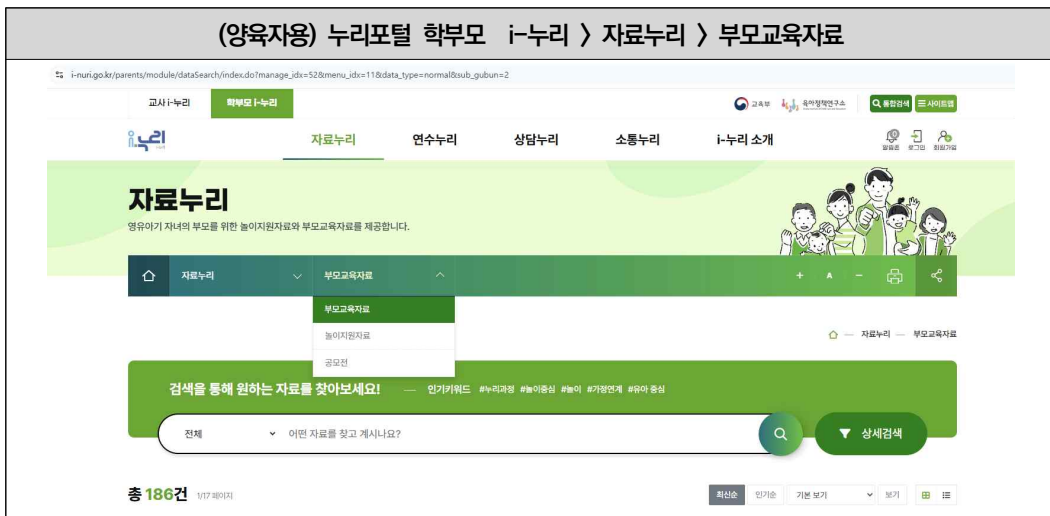 (양육자용) 누리포털 학부모 i-누리 > 자료누리 > 부모교육자료
i-nuri.go.kr/parents/module/dataSearch/index.do?manage_idx=52&menu_idx=11&data_type=normal&sub_gubun=2
교사 i-누리 학부모 i-누리 교육부 육아정책연구소 통합검색 사이트맵
i누리 자료누리 연수누리 상담누리 소통누리 i-누리 소개 알림존 로그인 회원가입
자료누리
영유아기 자녀의 부모를 위한 놀이지원자료와 부모교육자료를 제공합니다.
자료누리 부모교육자료 + A -
부모교육자료
놀이지원자료
자료누리 — 부모교육자료
공모전
검색을 통해 원하는 자료를 찾아보세요! — 인기키워드 #누리과정 #놀이중심 #놀이 #가정연계 #유아 중심
전체 어떤 자료를 찾고 계시나요? 상세검색
총 186건 1/17 페이지 최신순 인기순 기본 보기 보기